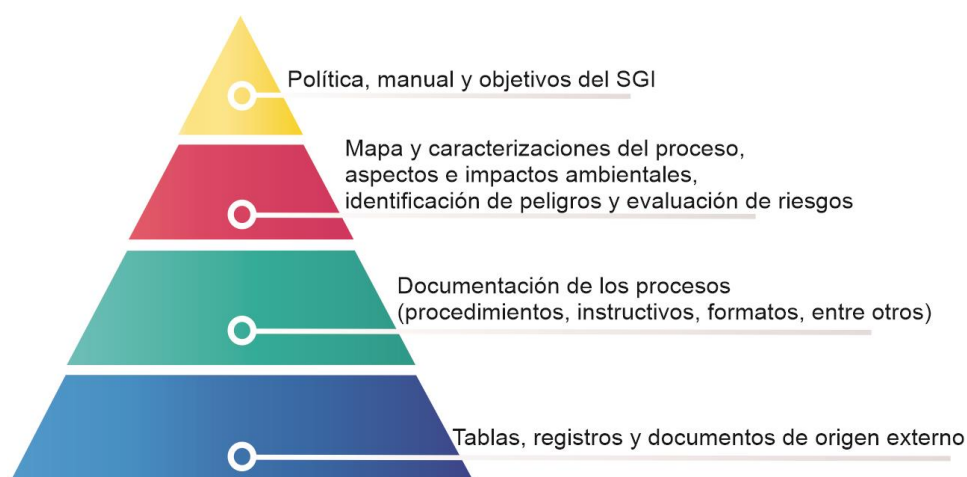 Política, manual y objetivos del SGI
Mapa y caracterizaciones del proceso,
aspectos e impactos ambientales,
identificación de peligros y evaluación de riesgos
Documentación de los procesos
(procedimientos, instructivos, formatos, entre otros)
Tablas, registros y documentos de origen externo